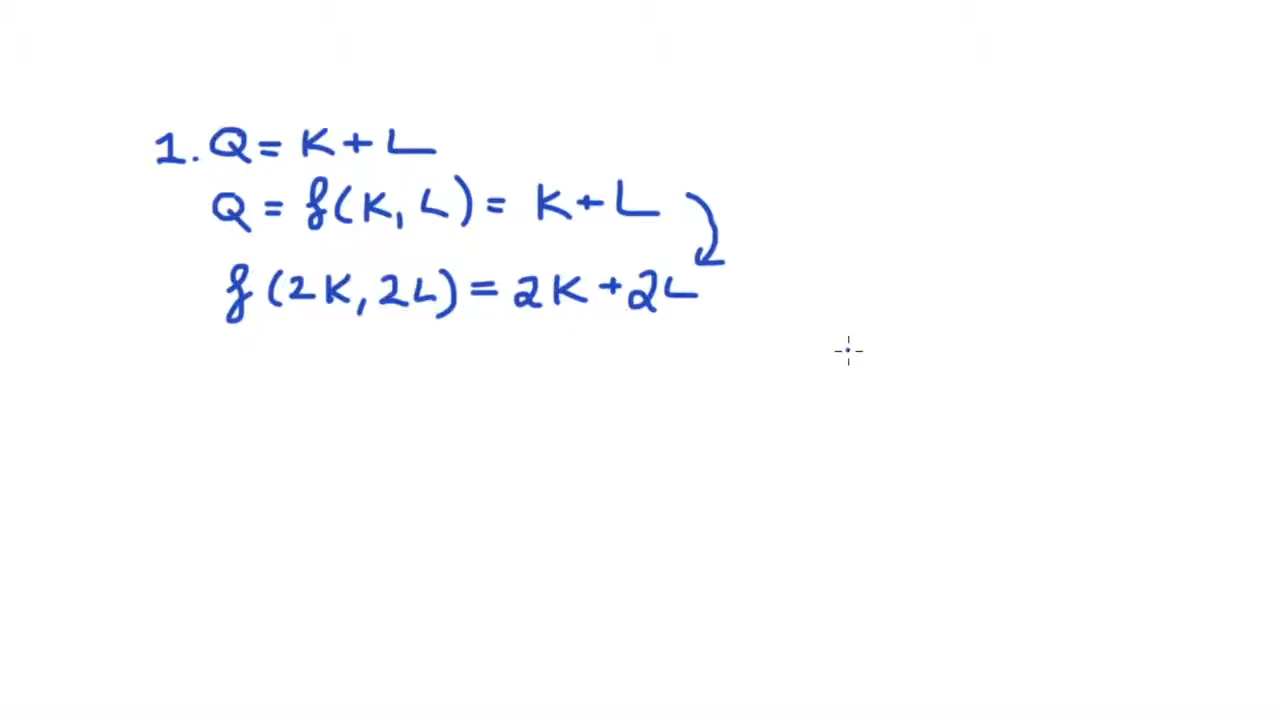 1. Q = K + L
Q = f(K, L) = K + L
f(2K, 2L) = 2K + 2L